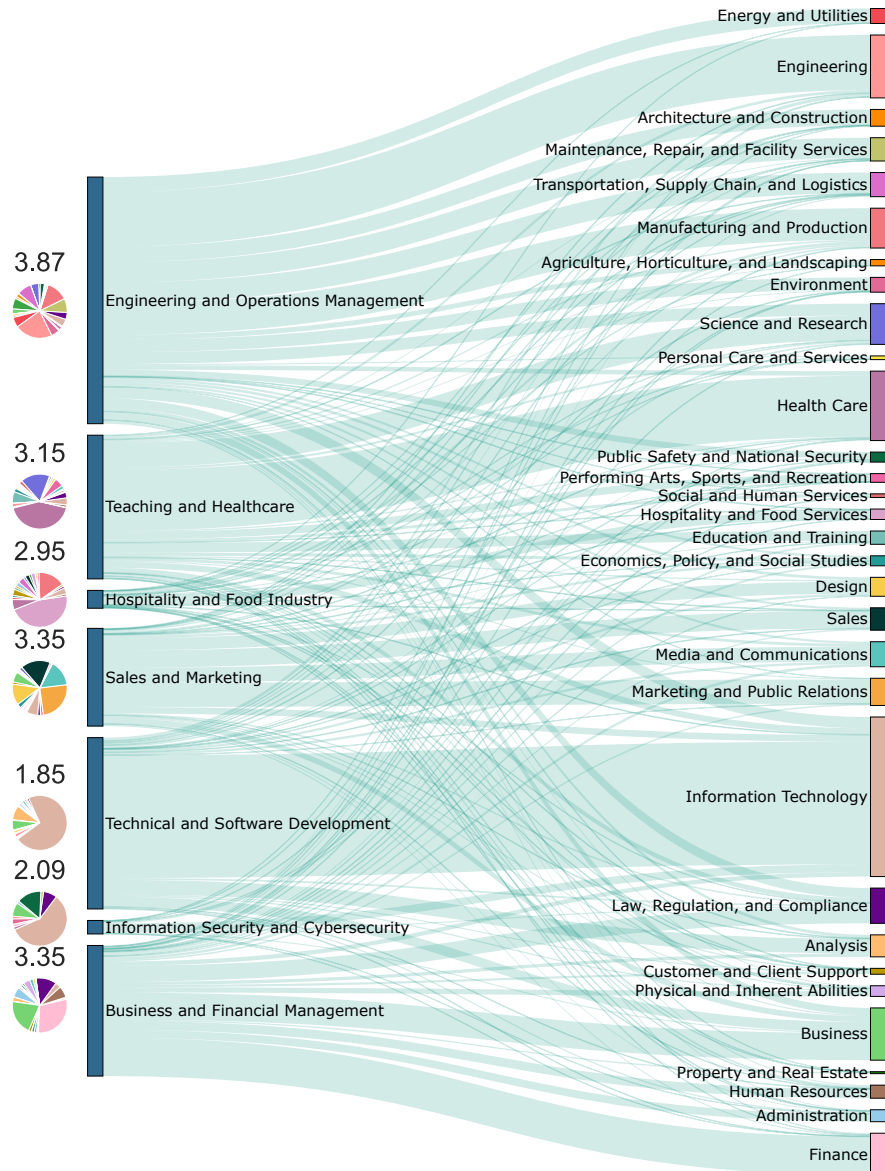 3.87
Engineering and Operations Management
3.15
Teaching and Healthcare
2.95
Hospitality and Food Industry
3.35
Sales and Marketing
1.85
Technical and Software Development
2.09
Information Security and Cybersecurity
3.35
Business and Financial Management
Energy and Utilities
Engineering
Architecture and Construction
Maintenance, Repair, and Facility Services
Transportation, Supply Chain, and Logistics
Manufacturing and Production
Agriculture, Horticulture, and Landscaping
Environment
Science and Research
Personal Care and Services
Health Care
Public Safety and National Security
Performing Arts, Sports, and Recreation
Social and Human Services
Hospitality and Food Services
Education and Training
Economics, Policy, and Social Studies
Design
Sales
Media and Communications
Marketing and Public Relations
Information Technology
Law, Regulation, and Compliance
Analysis
Customer and Client Support
Physical and Inherent Abilities
Business
Property and Real Estate
Human Resources
Administration
Finance